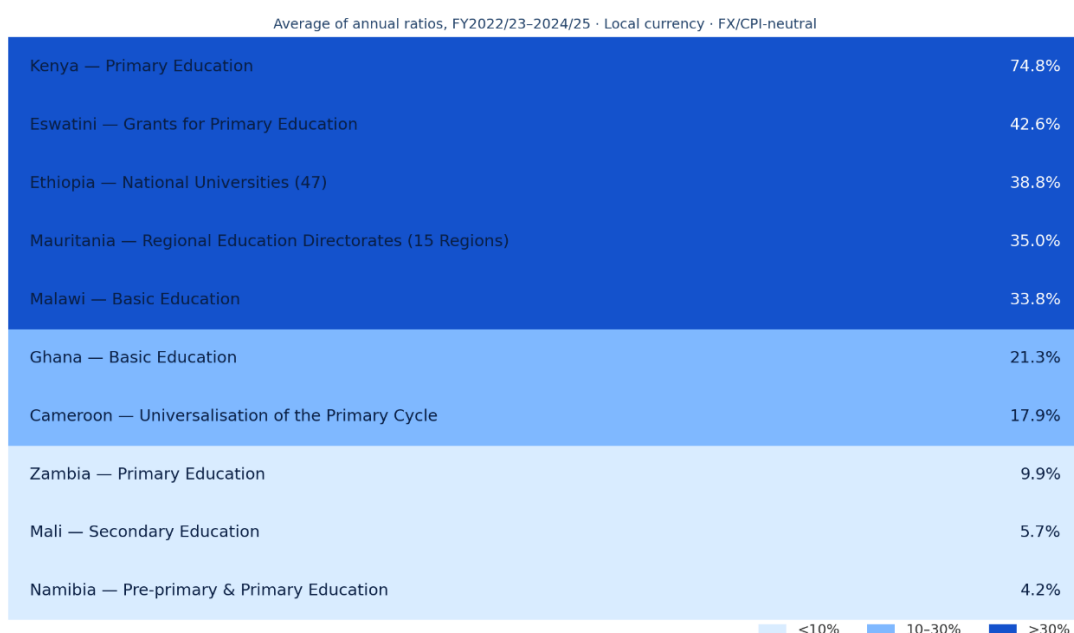 Average of annual ratios, FY2022/23–2024/25 · Local currency · FX/CPI-neutral
Kenya — Primary Education 74.8%
Eswatini — Grants for Primary Education 42.6%
Ethiopia — National Universities (47) 38.8%
Mauritania — Regional Education Directorates (15 Regions) 35.0%
Malawi — Basic Education 33.8%
Ghana — Basic Education 21.3%
Cameroon — Universalisation of the Primary Cycle 17.9%
Zambia — Primary Education 9.9%
Mali — Secondary Education 5.7%
Namibia — Pre-primary & Primary Education 4.2%
<10% 10–30% >30%